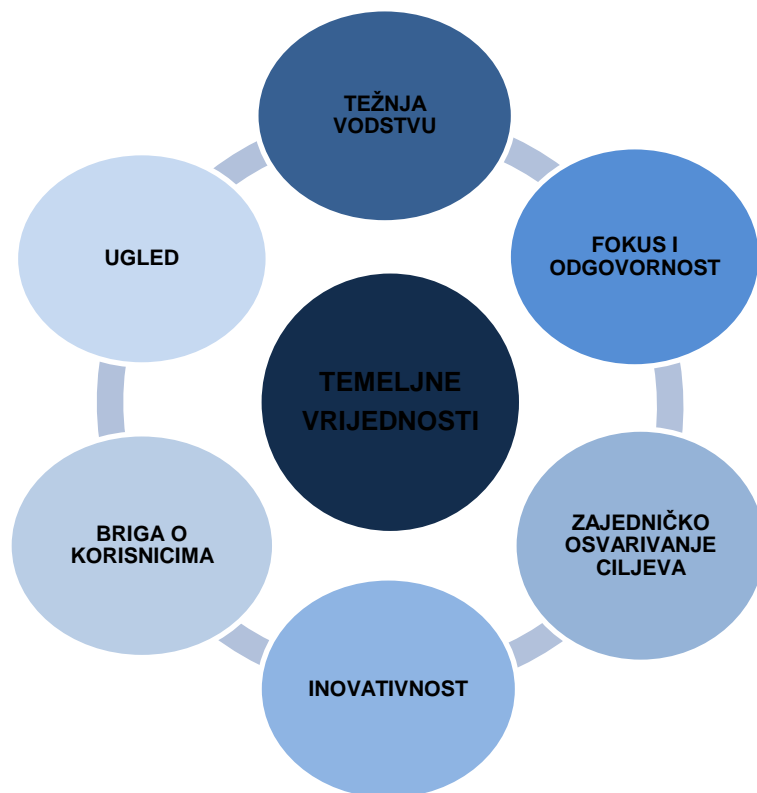 TEŽNJA
VODSTVU
FOKUS I
ODGOVORNOST
ZAJEDNIČKO
OSVARIVANJE
CILJEVA
INOVATIVNOST
BRIGA O
KORISNICIMA
UGLED
TEMELJNE
VRIJEDNOSTI